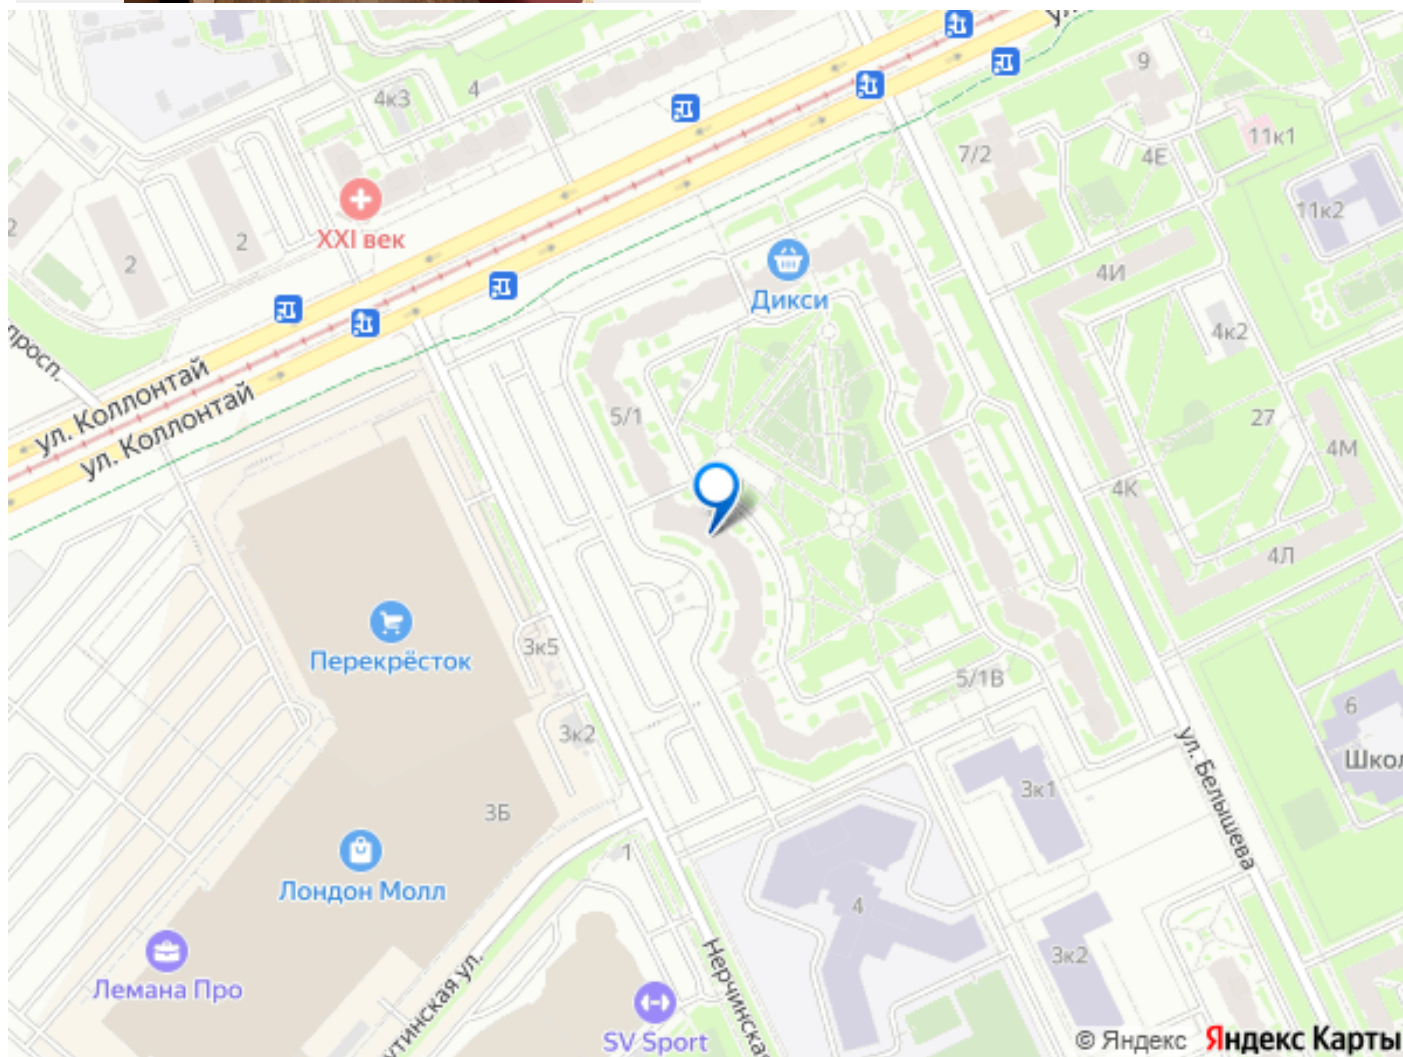 ул.
4к3
4
9
7/2
4Е
11к1
11к2
XXI век
2
2
2
4И
Дикси
4к2
просп.
ул. Коллонтай
ул. Коллонтай
5/1
27
4М
4К
4Л
Перекрёсток
3к5
5/1В
6
3к2
ул. Белышева
Школ
3к1
3Б
1
Лондон Молл
4
Лемана Про
Нерчинская
3к2
утинская ул.
SV Sport
© Яндекс Яндекс Карты